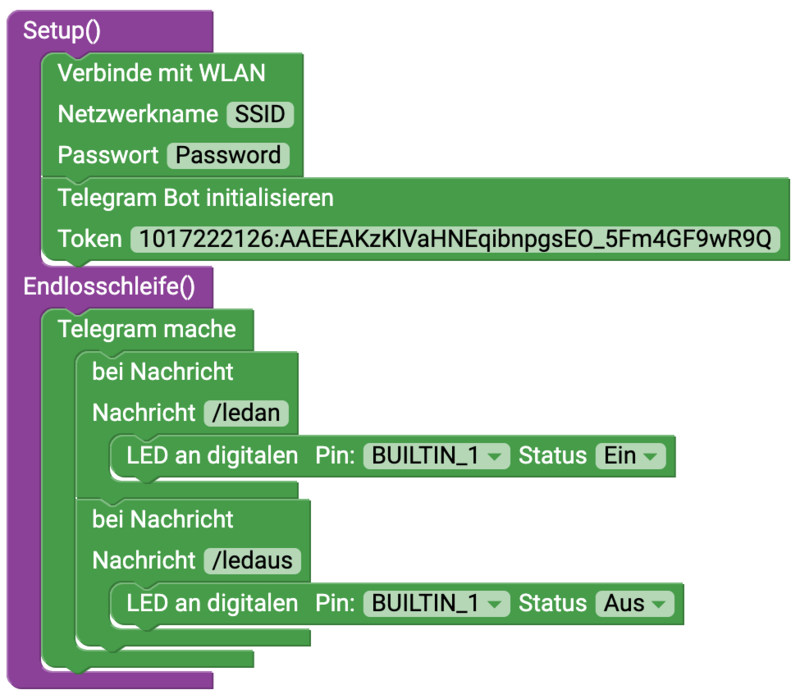 Setup()
Verbinde mit WLAN
Netzwerkname SSID
Passwort Password
Telegram Bot initialisieren
Token 1017222126:AAEEAKzKlVaHNEqibnpgsEO_5Fm4GF9wR9Q
Endlosschleife()
Telegram mache
bei Nachricht
Nachricht /ledan
LED an digitalen Pin: BUILTIN_1 Status Ein
bei Nachricht
Nachricht /ledaus
LED an digitalen Pin: BUILTIN_1 Status Aus